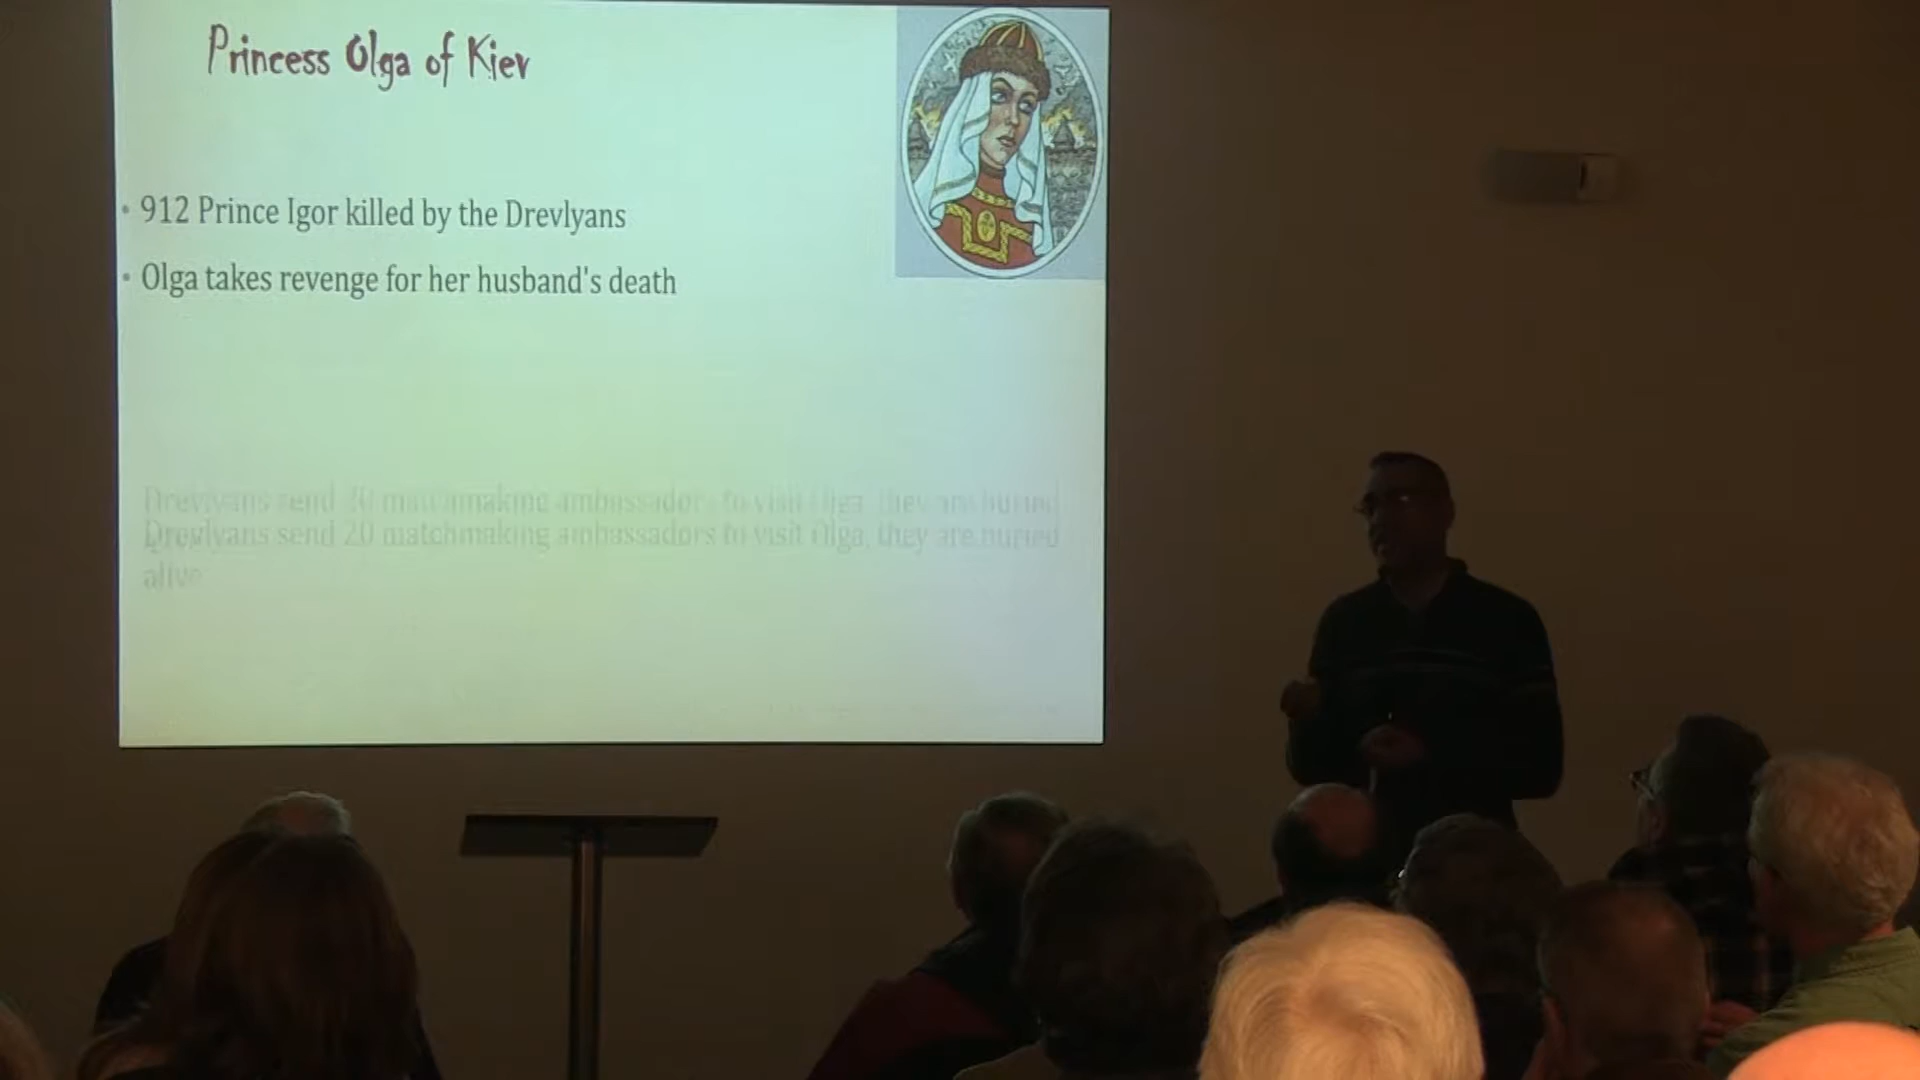 Princess Olga of Kiev
• 912 Prince Igor killed by the Drevlyans
• Olga takes revenge for her husband's death
Drevlyans send 20 matchmaking ambassadors to visit Olga, they are buried
alive